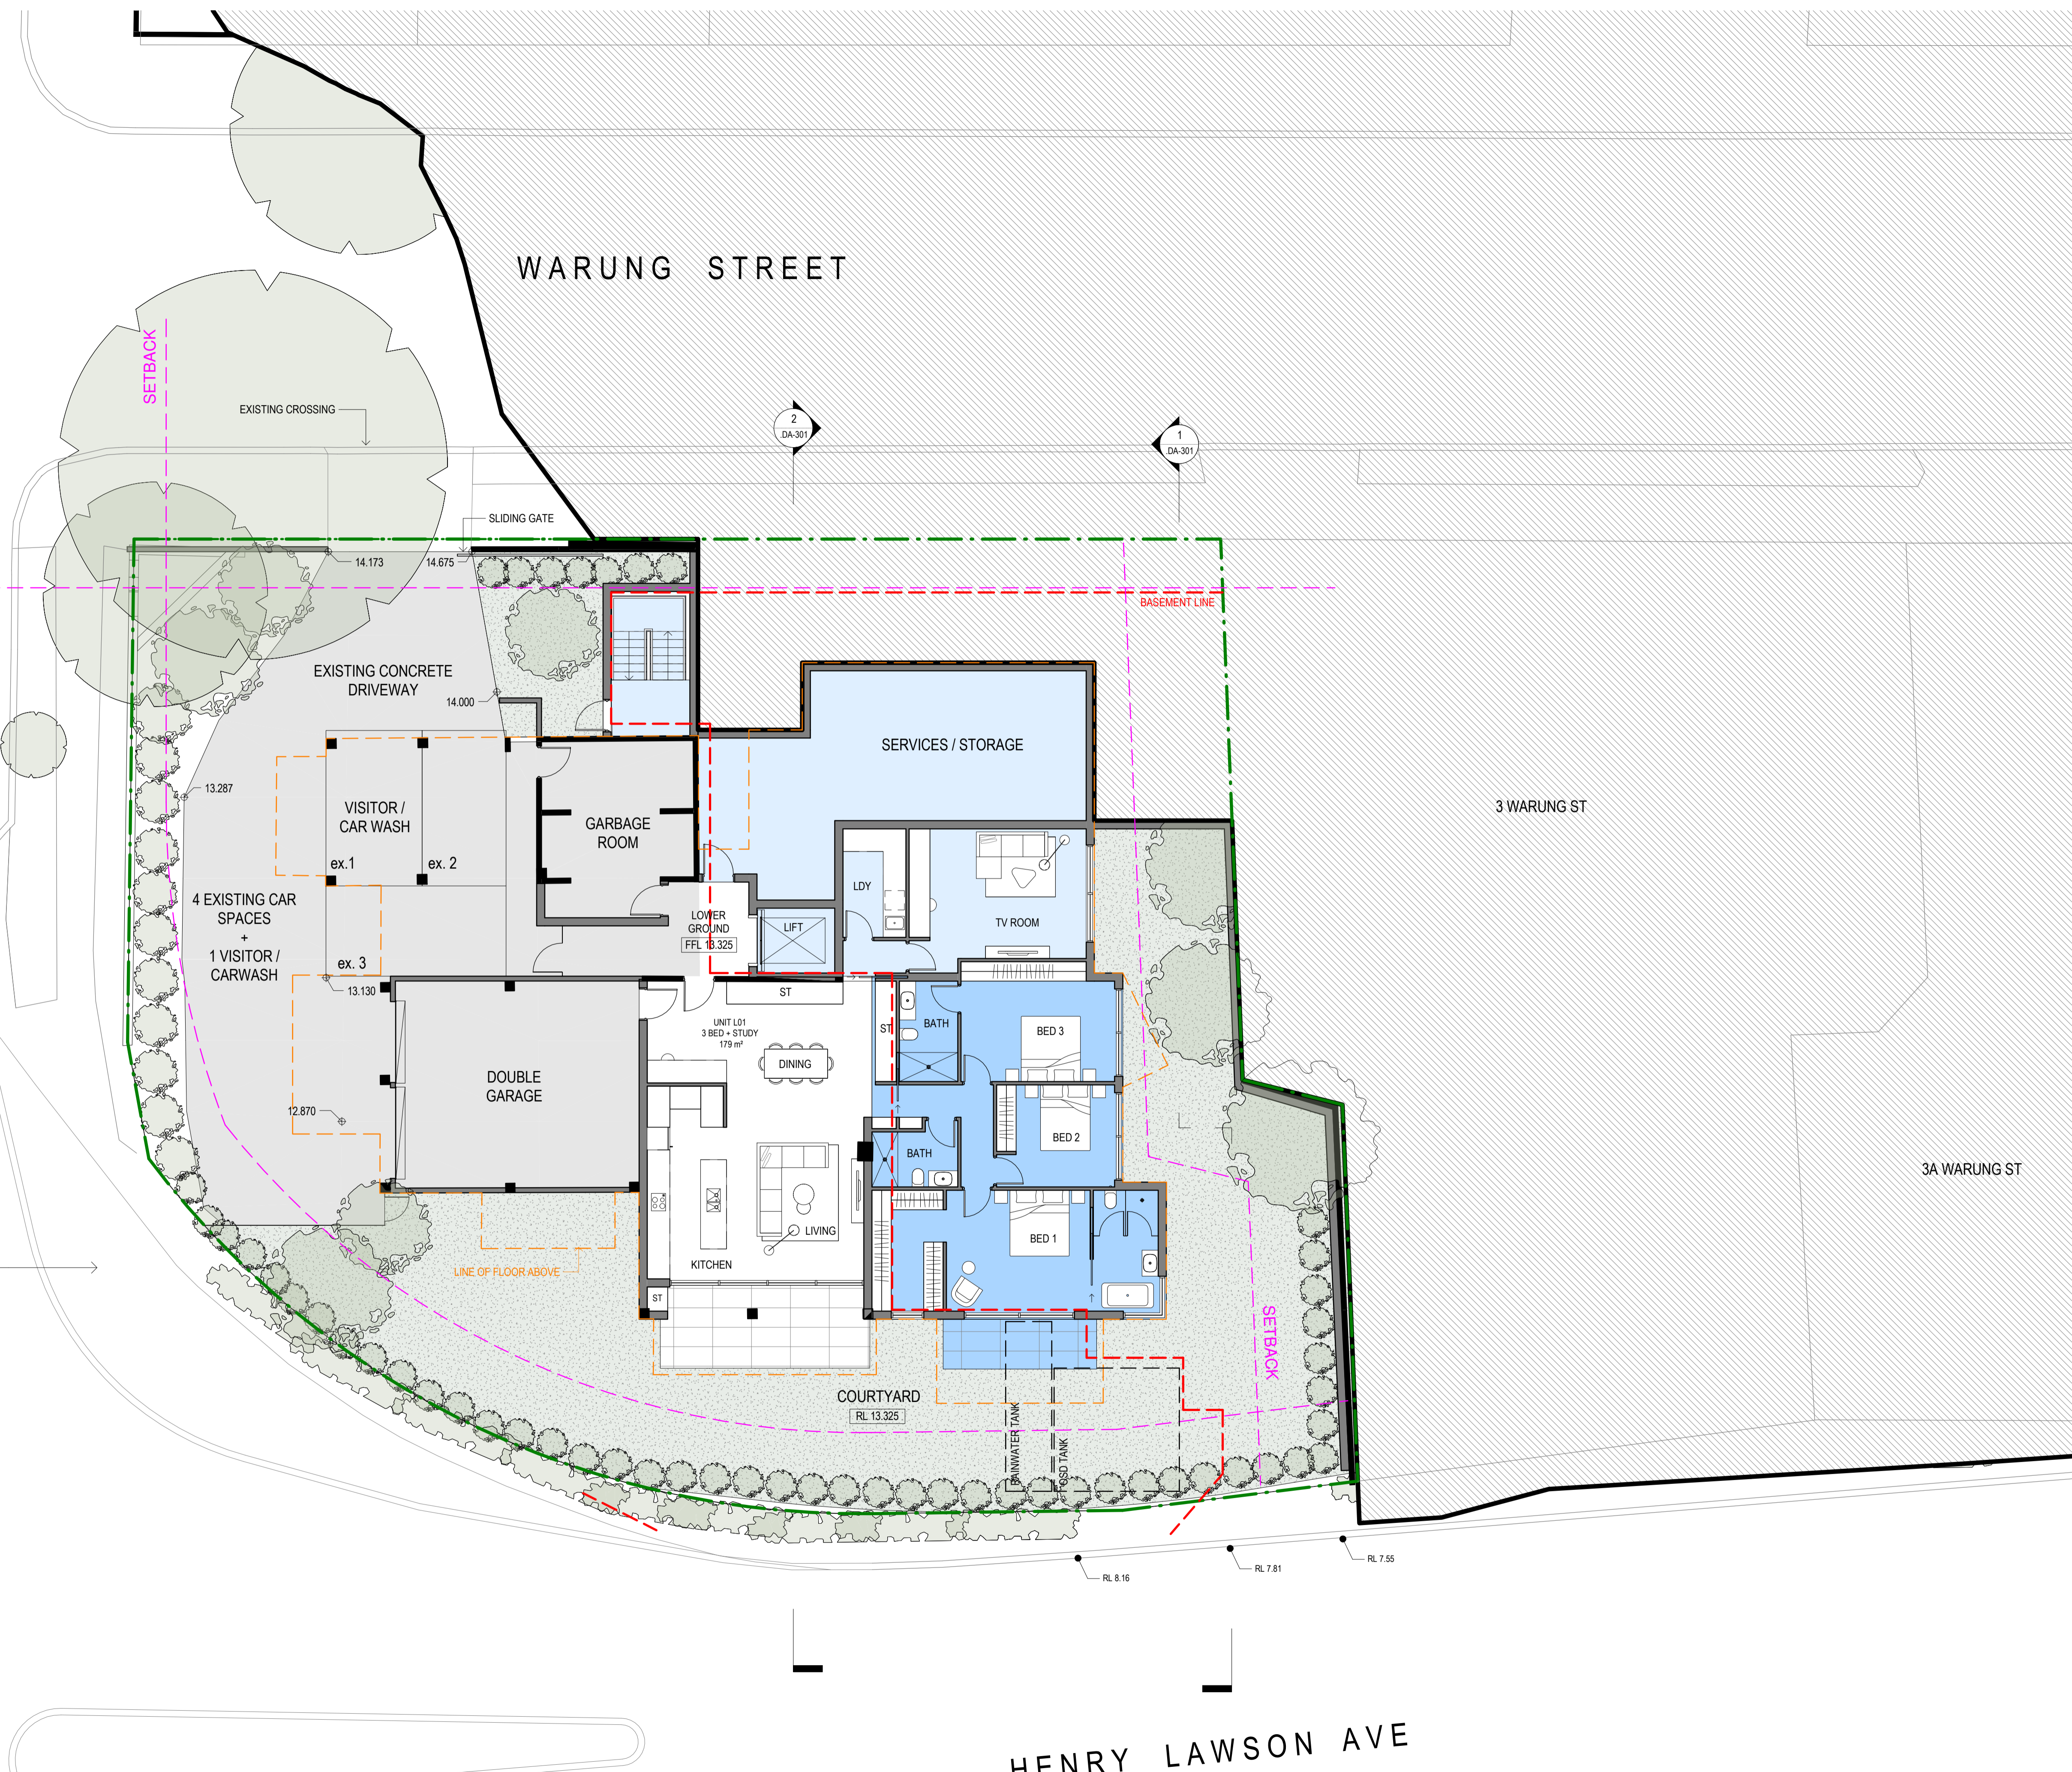 WARUNG STREET
SETBACK
EXISTING CROSSING
2
.DA-301
1
.DA-301
SLIDING GATE
14.173
14.675
BASEMENT LINE
EXISTING CONCRETE
DRIVEWAY
14.000
SERVICES / STORAGE
13.287
VISITOR /
CAR WASH
GARBAGE
ROOM
3 WARUNG ST
ex.1
ex. 2
LDY
4 EXISTING CAR
SPACES
+
1 VISITOR /
CARWASH
LOWER
GROUND
FFL 13.325
LIFT
TV ROOM
ex. 3
13.130
ST
UNIT L01
3 BED + STUDY
179 m²
ST
BATH
BED 3
DINING
DOUBLE
GARAGE
12.870
BED 2
BATH
3A WARUNG ST
LIVING
BED 1
KITCHEN
LINE OF FLOOR ABOVE
ST
SETBACK
COURTYARD
RL 13.325
RAINWATER TANK
OSD TANK
RL 8.16
RL 7.81
RL 7.55
HENRY LAWSON AVE